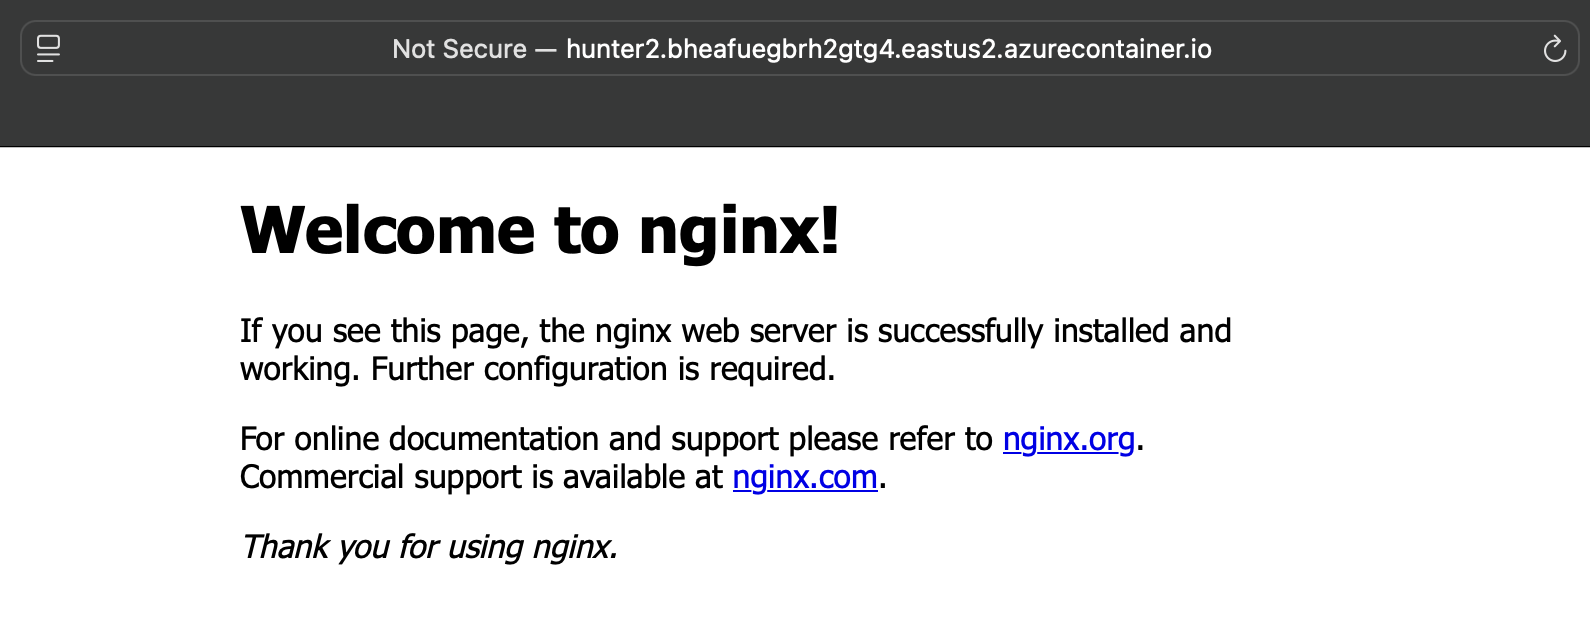 Not Secure — hunter2.bheafuegbrh2gtg4.eastus2.azurecontainer.io
Welcome to nginx!
If you see this page, the nginx web server is successfully installed and
working. Further configuration is required.
For online documentation and support please refer to nginx.org.
Commercial support is available at nginx.com.
Thank you for using nginx.